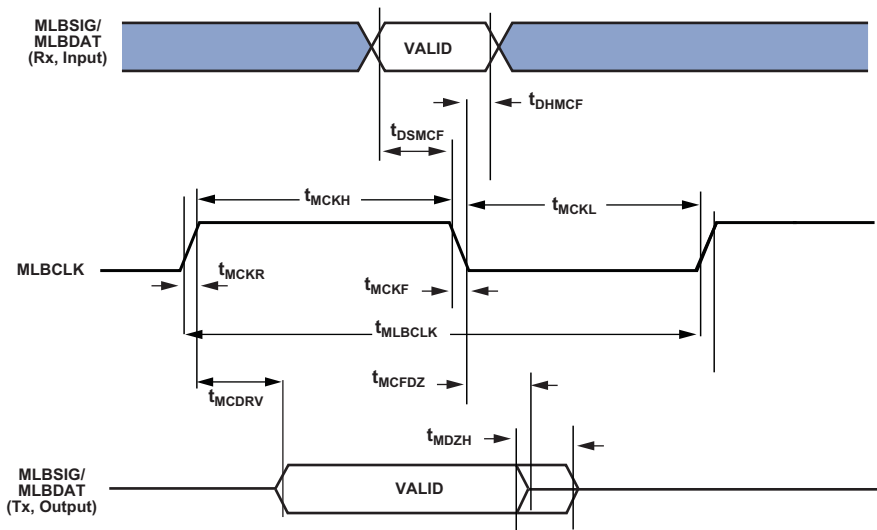 MLBSIG/
MLBDAT
(Rx, Input)
VALID
tDHMCF
tDSMCF
tMCKH
tMCKL
MLBCLK
tMCKR
tMCKF
tMLBCLK
tMCFDZ
tMCDRV
tMDZH
MLBSIG/
MLBDAT
(Tx, Output)
VALID